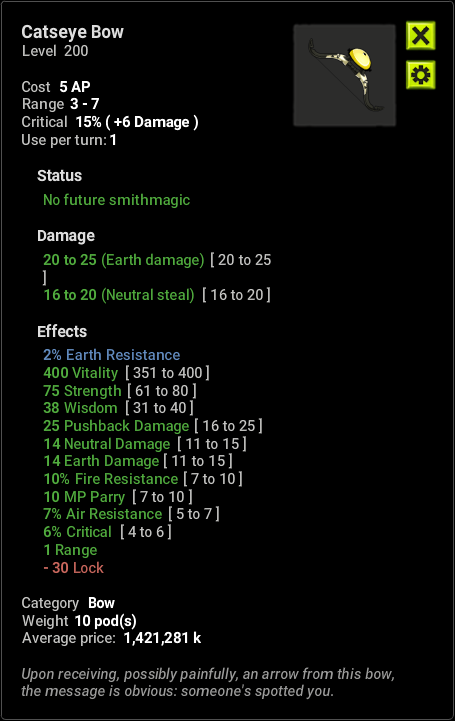 Catseye Bow
Level 200
Cost 5 AP
Range 3 - 7
Critical 15% ( +6 Damage )
Use per turn: 1
Status
No future smithmagic
Damage
20 to 25 (Earth damage) [ 20 to 25
]
16 to 20 (Neutral steal) [ 16 to 20 ]
Effects
2% Earth Resistance
400 Vitality [ 351 to 400 ]
75 Strength [ 61 to 80 ]
38 Wisdom [ 31 to 40 ]
25 Pushback Damage [ 16 to 25 ]
14 Neutral Damage [ 11 to 15 ]
14 Earth Damage [ 11 to 15 ]
10% Fire Resistance [ 7 to 10 ]
10 MP Parry [ 7 to 10 ]
7% Air Resistance [ 5 to 7 ]
6% Critical [ 4 to 6 ]
1 Range
- 30 Lock
Category Bow
Weight 10 pod(s)
Average price: 1,421,281 k
Upon receiving, possibly painfully, an arrow from this bow,
the message is obvious: someone's spotted you.